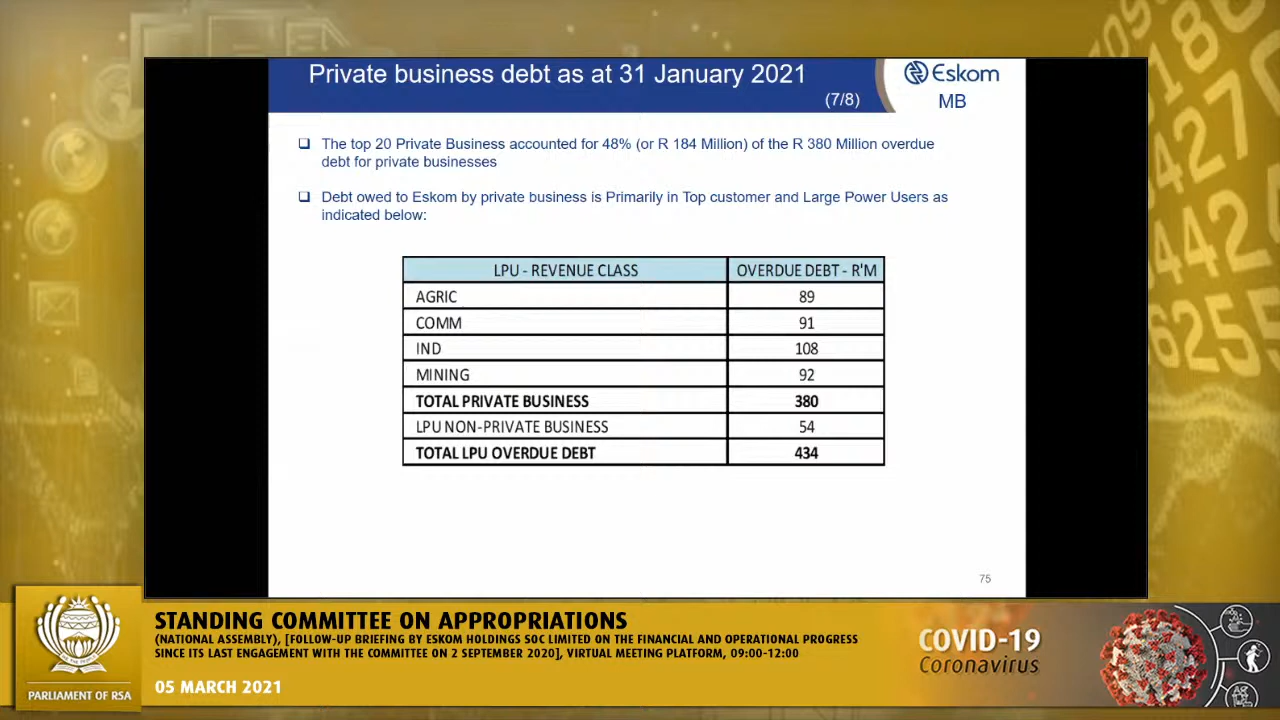 Private business debt as at 31 January 2021
(7/8)
Eskom
MB
❑ The top 20 Private Business accounted for 48% (or R 184 Million) of the R 380 Million overdue
debt for private businesses
❑ Debt owed to Eskom by private business is Primarily in Top customer and Large Power Users as
indicated below:
LPU - REVENUE CLASS OVERDUE DEBT - R'M
AGRIC 89
COMM 91
IND 108
MINING 92
TOTAL PRIVATE BUSINESS 380
LPU NON-PRIVATE BUSINESS 54
TOTAL LPU OVERDUE DEBT 434
75
PARLIAMENT OF RSA
STANDING COMMITTEE ON APPROPRIATIONS
(NATIONAL ASSEMBLY), [FOLLOW-UP BRIEFING BY ESKOM HOLDINGS SOC LIMITED ON THE FINANCIAL AND OPERATIONAL PROGRESS
SINCE ITS LAST ENGAGEMENT WITH THE COMMITTEE ON 2 SEPTEMBER 2020], VIRTUAL MEETING PLATFORM, 09:00-12:00
05 MARCH 2021
COVID-19
Coronavirus